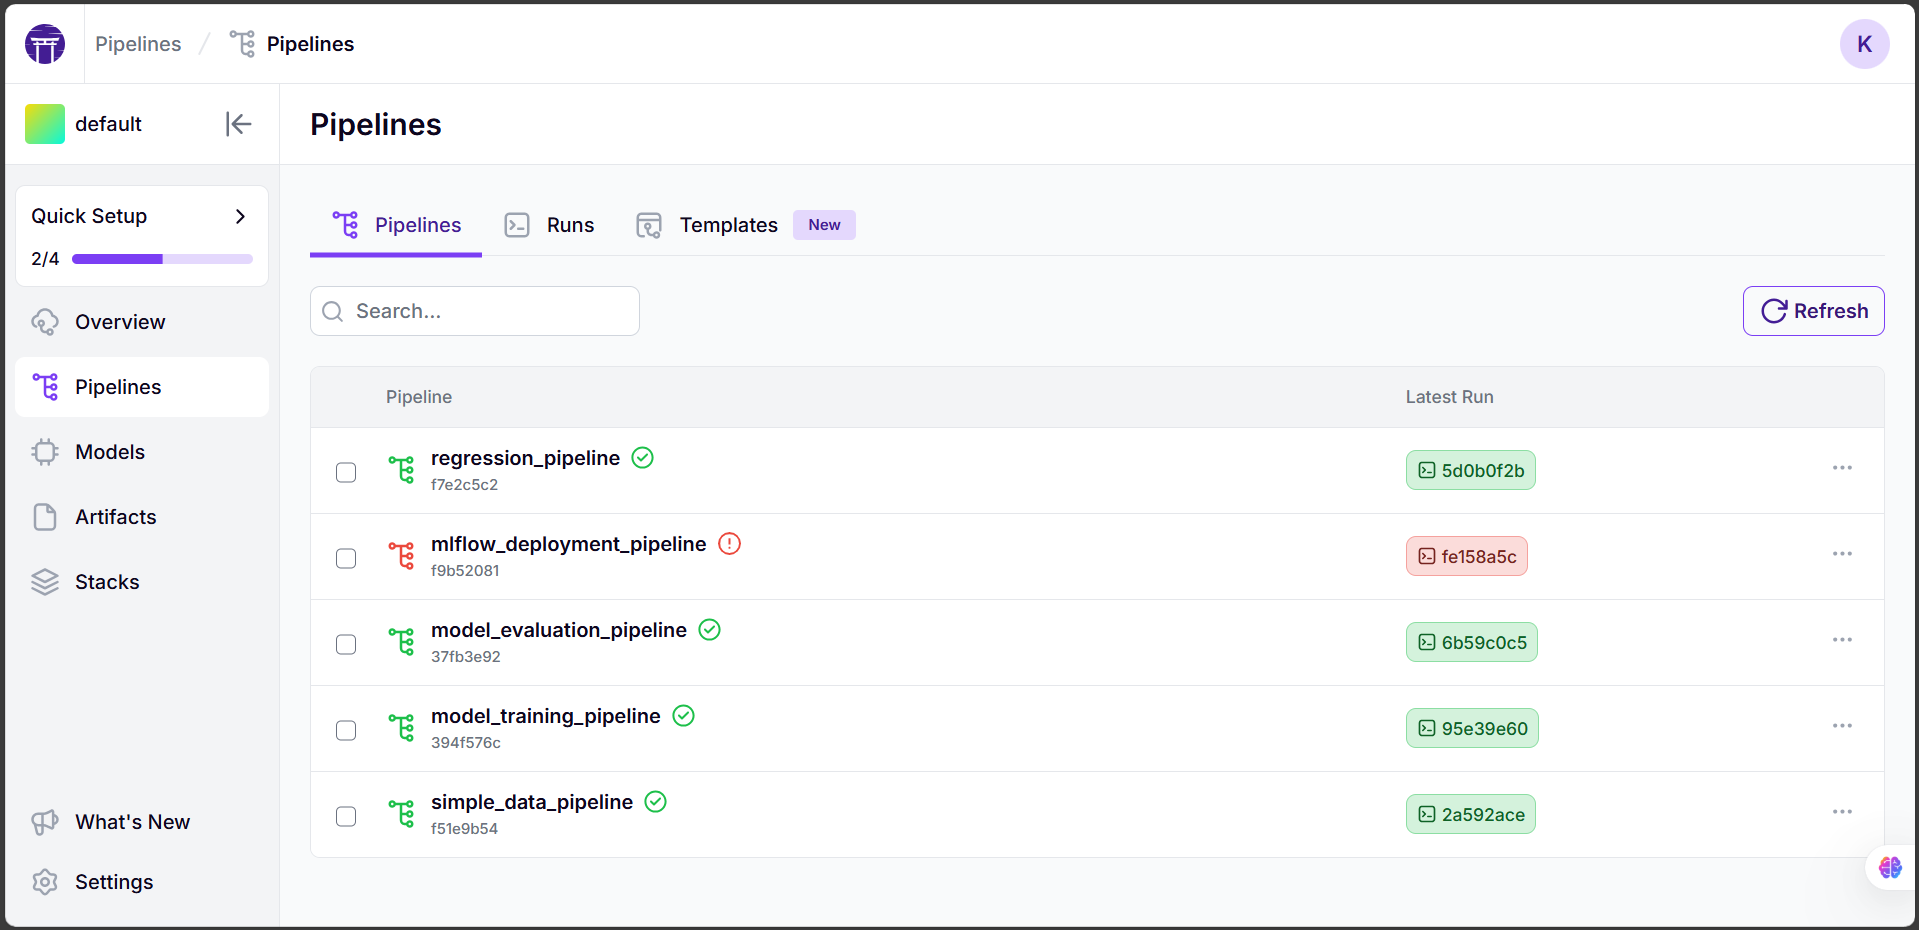 Pipelines / Pipelines
K
default
Pipelines
Quick Setup
2/4
Overview
Pipelines
Models
Artifacts
Stacks
What's New
Settings
Pipelines Runs Templates New
Search...
Refresh
Pipeline Latest Run
regression_pipeline
f7e2c5c2
5d0b0f2b
mlflow_deployment_pipeline
f9b52081
fe158a5c
model_evaluation_pipeline
37fb3e92
6b59c0c5
model_training_pipeline
394f576c
95e39e60
simple_data_pipeline
f51e9b54
2a592ace